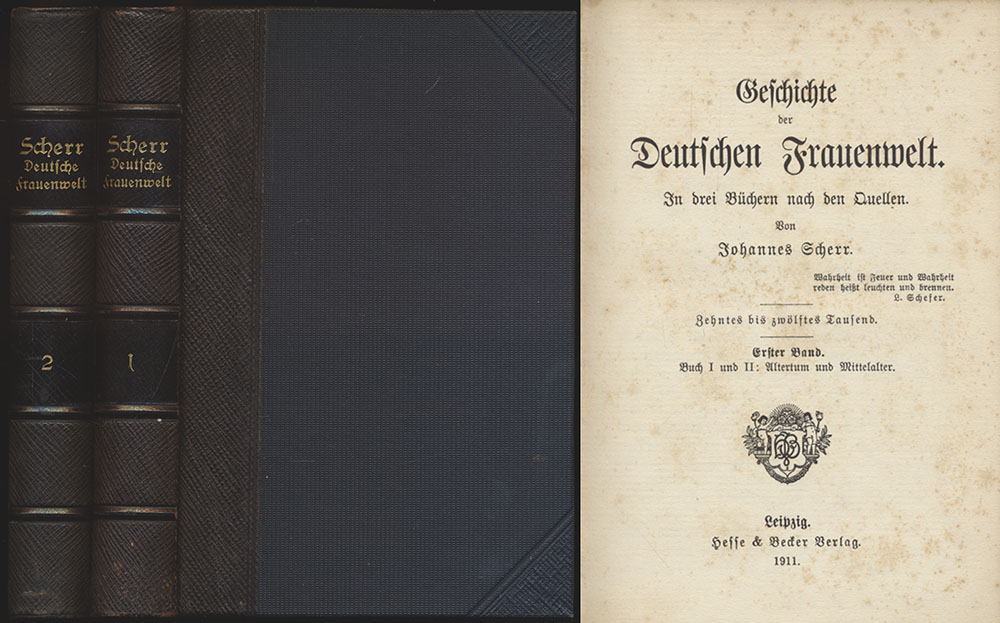 Scherr
Deutsche
Frauenwelt
2
Scherr
Deutsche
Frauenwelt
1
Geschichte
der
Deutschen Frauenwelt.
In drei Büchern nach den Quellen.
Von
Johannes Scherr.
Wahrheit ist Feuer und Wahrheit
reden heißt leuchten und brennen.
L. Schefer.
Zehntes bis zwölftes Tausend.
Erster Band.
Buch I und II: Altertum und Mittelalter.
Leipzig.
Hesse & Becker Verlag.
1911.